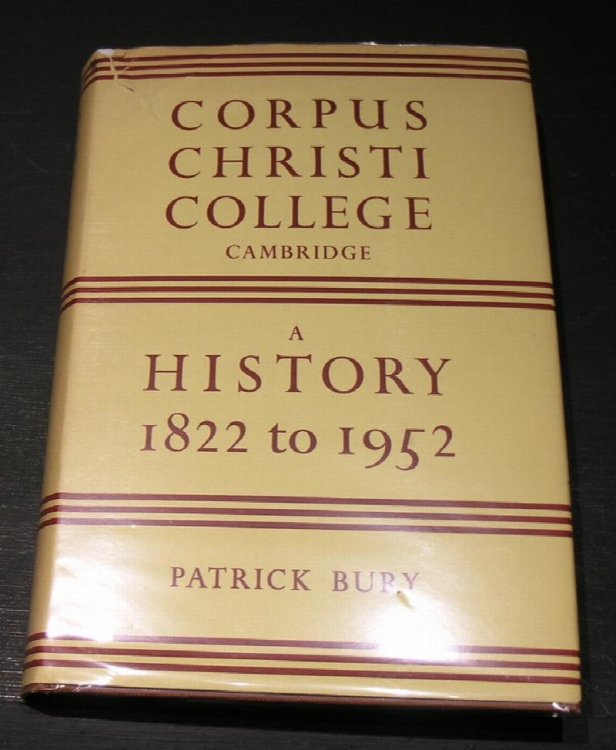 CORPUS
CHRISTI
COLLEGE
CAMBRIDGE
A
HISTORY
1822 to 1952
PATRICK BURY